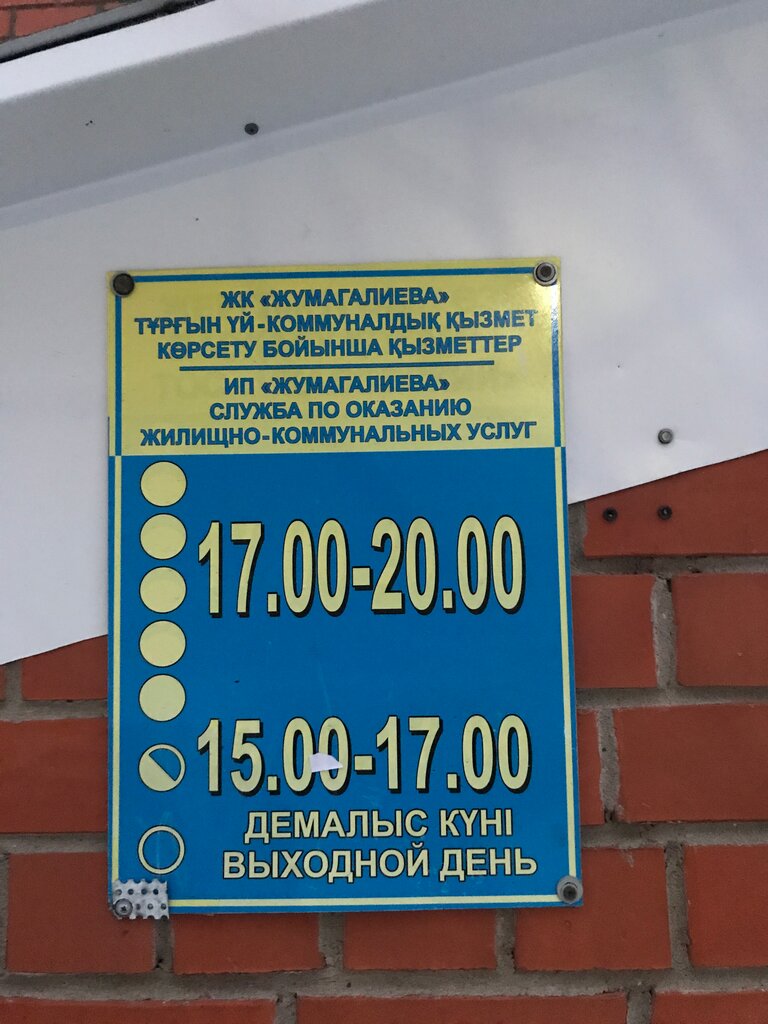 ЖК «ЖУМАГАЛИЕВА»
ТҰРҒЫН ҮЙ-КОММУНАЛДЫҚ ҚЫЗМЕТ
КӨРСЕТУ БОЙЫНША ҚЫЗМЕТТЕР
ИП «ЖУМАГАЛИЕВА»
СЛУЖБА ПО ОКАЗАНИЮ
ЖИЛИЩНО-КОММУНАЛЬНЫХ УСЛУГ
17.00-20.00
15.00-17.00
ДЕМАЛЫС КҮНІ
ВЫХОДНОЙ ДЕНЬ